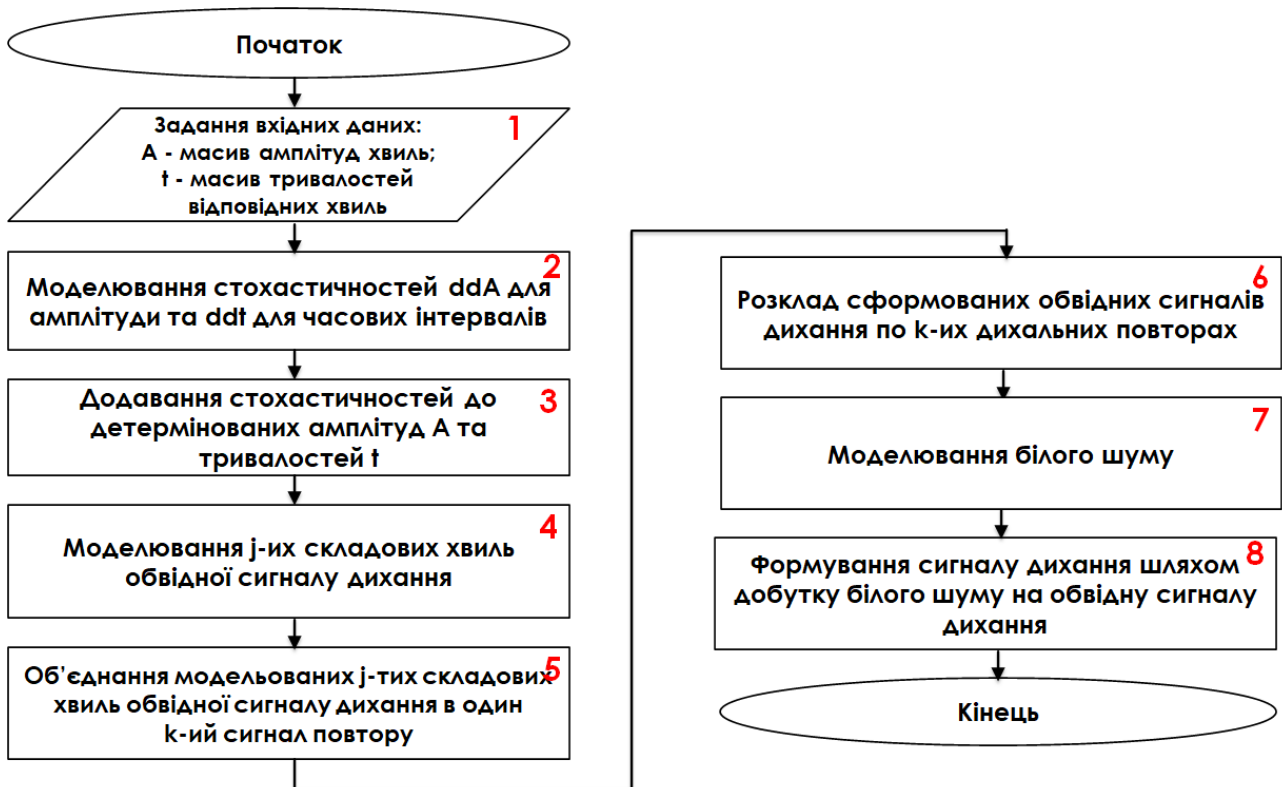 Початок
1
Задання вхідних даних:
А - масив амплітуд хвиль;
t - масив тривалостей
відповідних хвиль
2
Моделювання стохастичностей ddA для
амплітуди та ddt для часових інтервалів
3
Додавання стохастичностей до
детермінованих амплітуд А та
тривалостей t
4
Моделювання j-их складових хвиль
обвідної сигналу дихання
5
Об’єднання модельованих j-тих складових
хвиль обвідної сигналу дихання в один
k-ий сигнал повтору
6
Розклад сформованих обвідних сигналів
дихання по k-их дихальних повторах
7
Моделювання білого шуму
8
Формування сигналу дихання шляхом
добутку білого шуму на обвідну сигналу
дихання
Кінець